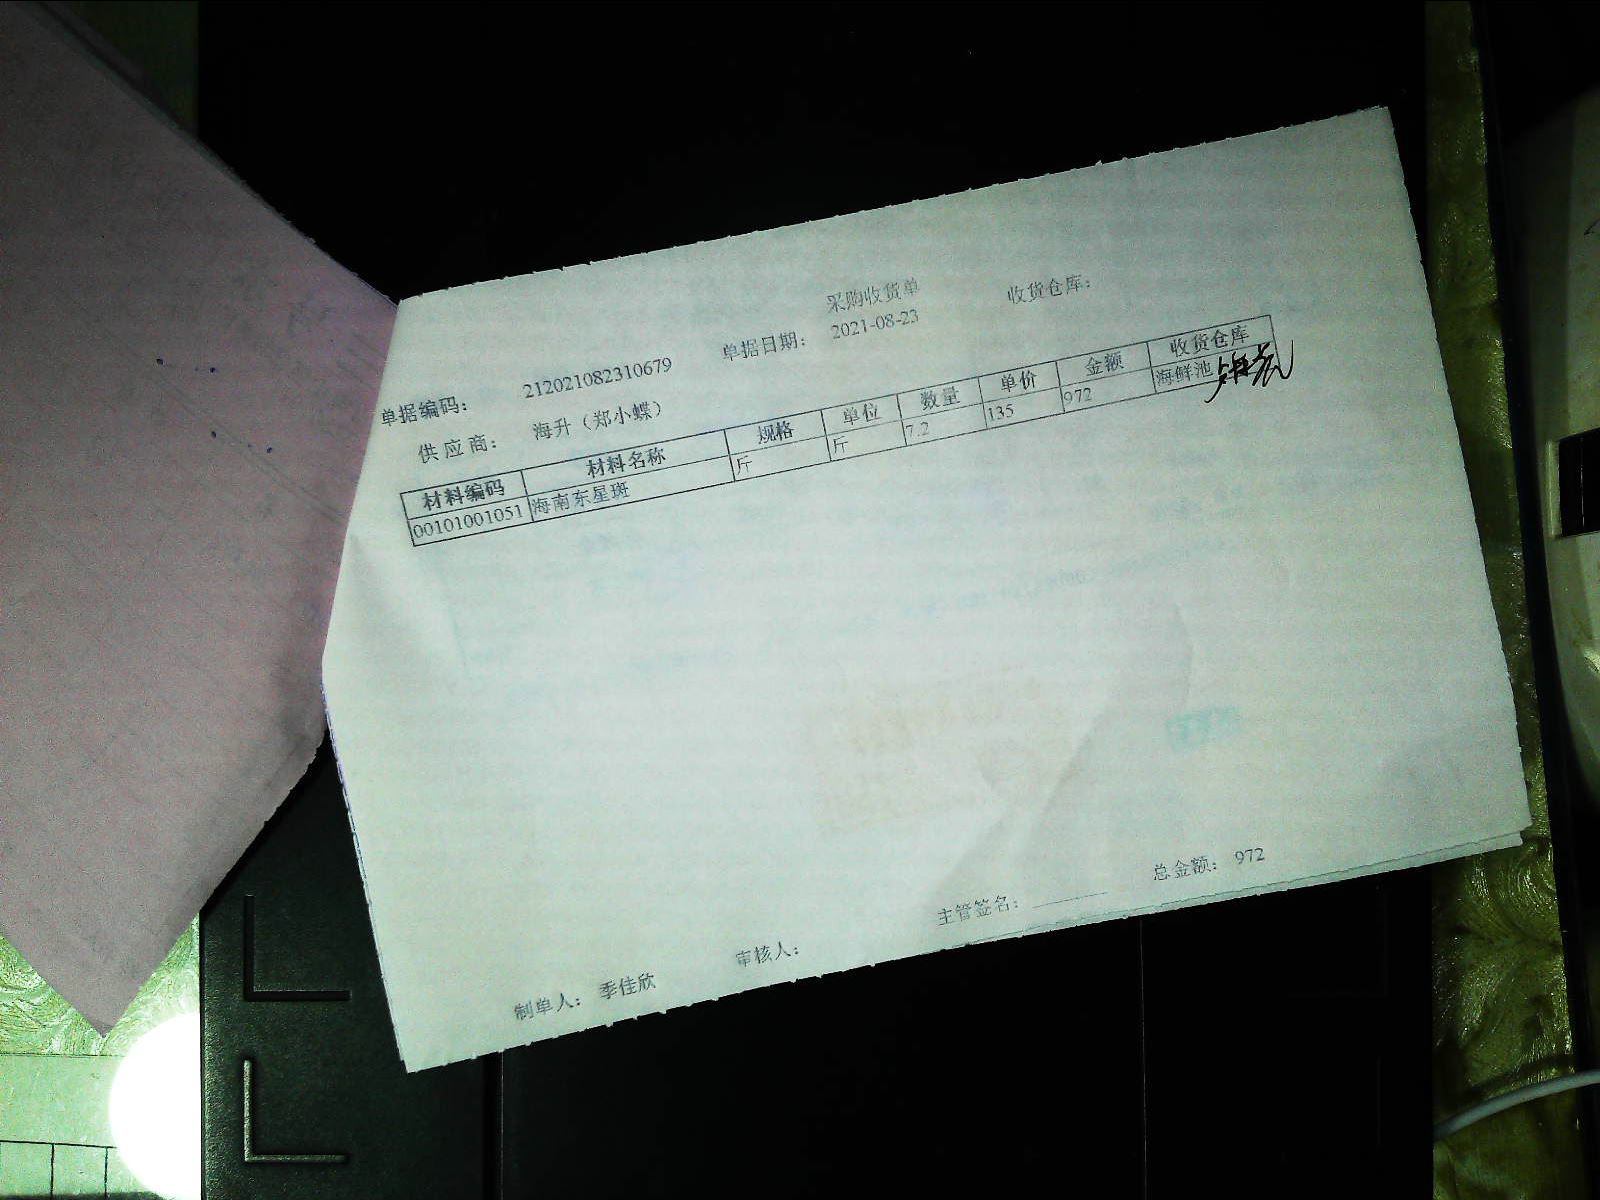 采购收货单
单据编码： 212021082310679 单据日期： 2021-08-23 收货仓库：
供应商： 海升（郑小蝶）
材料编码 材料名称 规格 单位 数量 单价 金额 收货仓库
00101001051 海南东星斑 斤 斤 7.2 135 972 海鲜池
制单人： 季佳欣 审核人： 主管签名： 总金额： 972